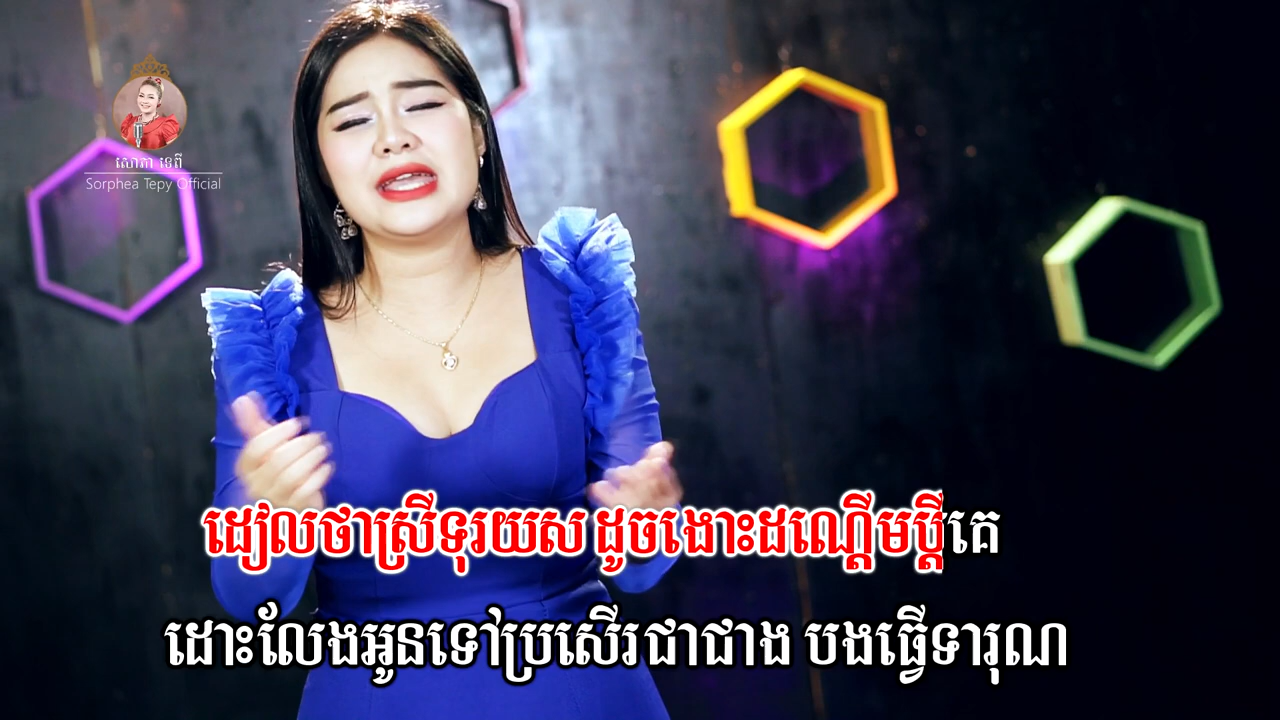 សោភា ទេពី
Sorphea Tepy Official
ដៀលថាស្រីទុរយស ដូចងោះដណ្ដើមប្ដីគេ
ដោះលែងអូនទៅប្រសើរជាជាង បងធ្វើទារុណ